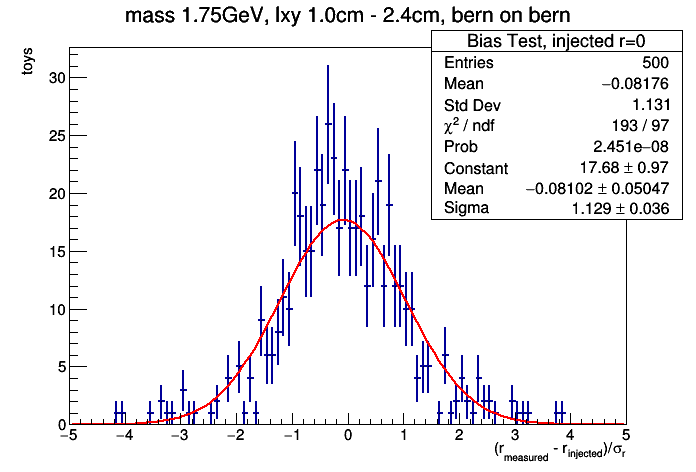 mass 1.75GeV, lxy 1.0cm - 2.4cm, bern on bern
Bias Test, injected r=0
Entries 500
Mean −0.08176
Std Dev 1.131
χ² / ndf 193 / 97
Prob 2.451e−08
Constant 17.68 ± 0.97
Mean −0.08102 ± 0.05047
Sigma 1.129 ± 0.036
toys
30
25
20
15
10
5
0
−5 −4 −3 −2 −1 0 1 2 3 4 5
(r_measured - r_injected)/σ_r